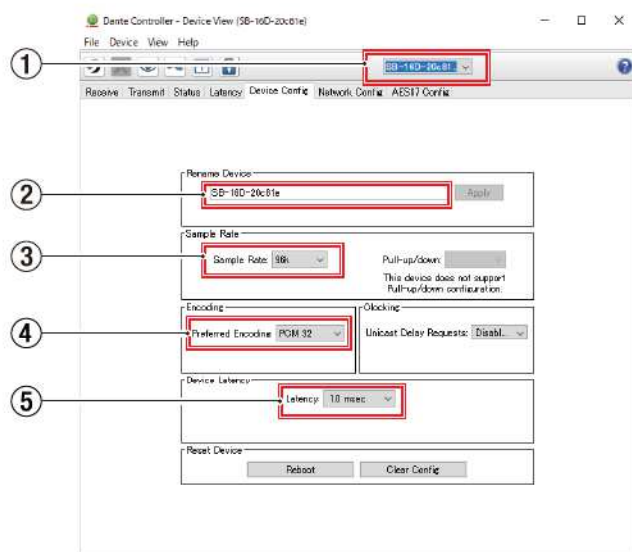 Dante Controller - Device View (SB-16D-20c61e)
File Device View Help
① SB-16D-20c61
Receive Transmit Status Latency Device Config Network Config AES67 Config
Rename Device
② SB-16D-20c61e Apply
Sample Rate
③ Sample Rate: 96k Pull-up/down:
This device does not support
Pull-up/down configuration.
Encoding Clocking
④ Preferred Encoding: PCM 32 Unicast Delay Requests: Disabl...
Device Latency
⑤ Latency: 1.0 msec
Reset Device
Reboot Clear Config